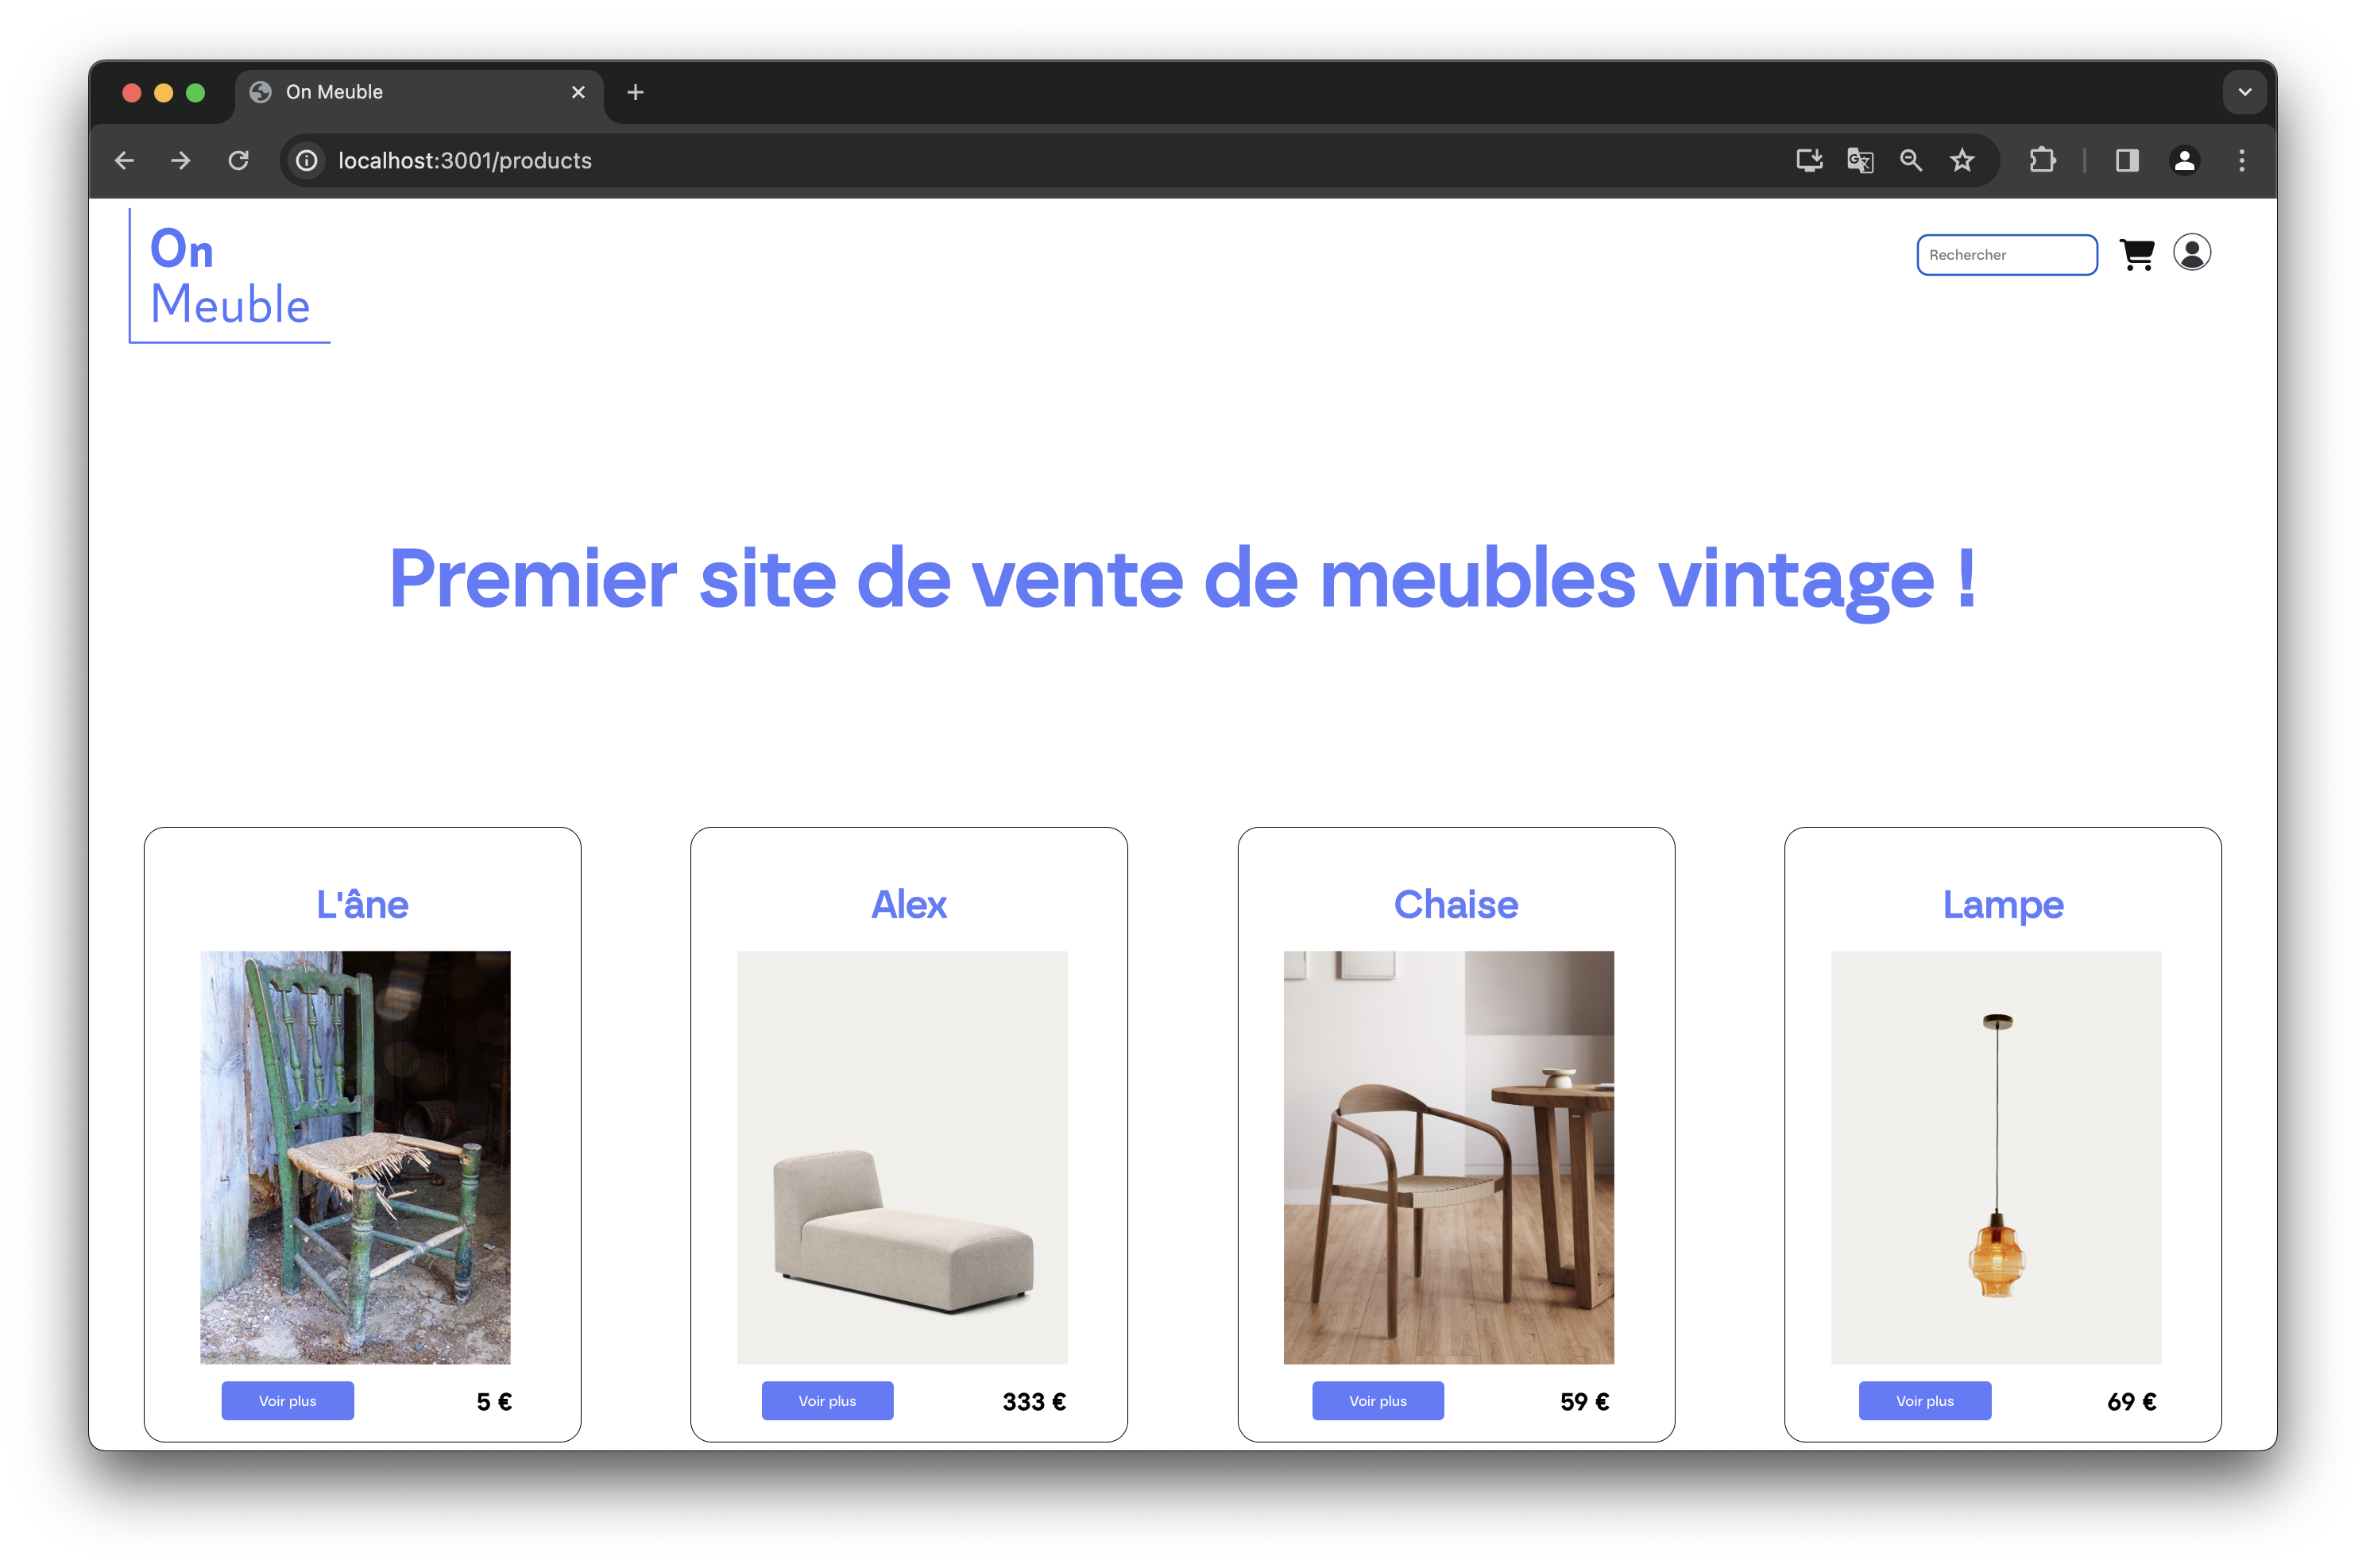 On Meuble
localhost:3001/products
On
Meuble
Rechercher
Premier site de vente de meubles vintage !
L'âne
Alex
Chaise
Lampe
Voir plus
5 €
Voir plus
333 €
Voir plus
59 €
Voir plus
69 €